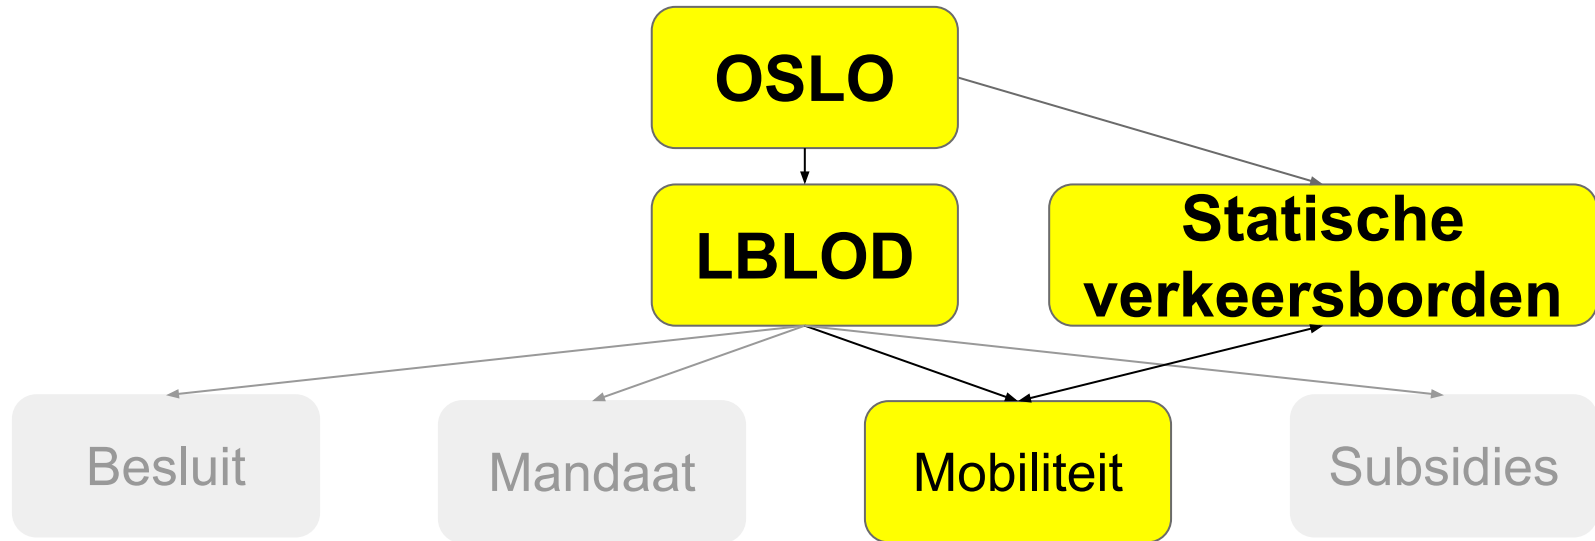 OSLO
LBLOD
Statische
verkeersborden
Besluit
Mandaat
Mobiliteit
Subsidies